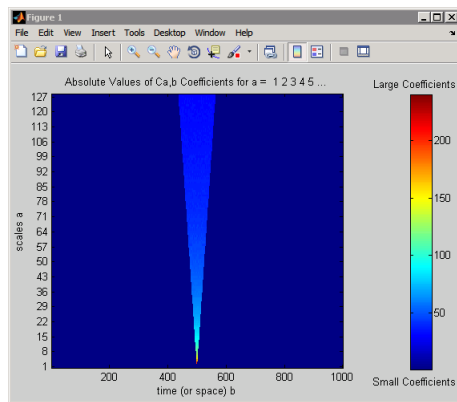 Figure 1
File Edit View Insert Tools Desktop Window Help
Absolute Values of Ca,b Coefficients for a = 1 2 3 4 5 ...
Large Coefficients
127
120
113
106
99
92
85
78
71
64
57
50
43
36
29
22
15
8
1
scales a
200 400 600 800 1000
time (or space) b
200
150
100
50
Small Coefficients